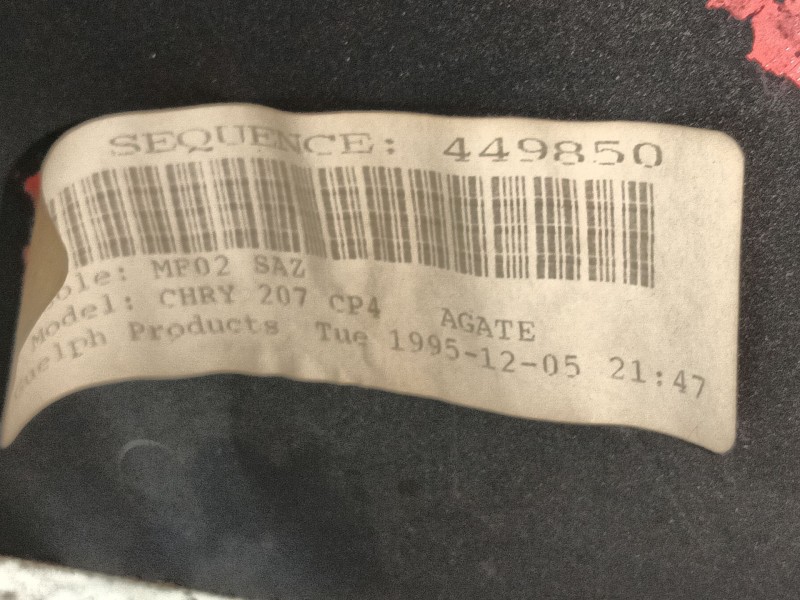 SEQUENCE: 449850
MF02 SAZ
Model: CHRY 207 CP4 AGATE
Products Tue 1995-12-05 21:47